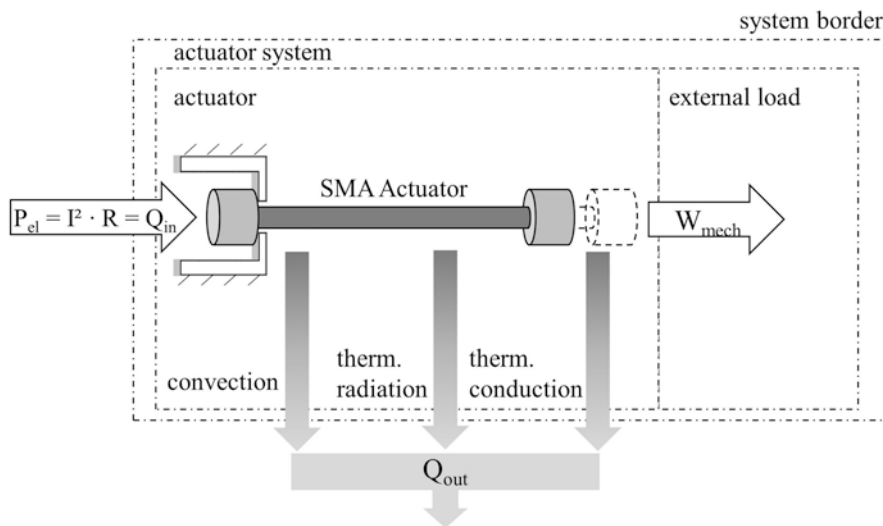 system border
actuator system
actuator
external load
SMA Actuator
P_el = I² · R = Q_in
W_mech
convection
therm.
radiation
therm.
conduction
Q_out